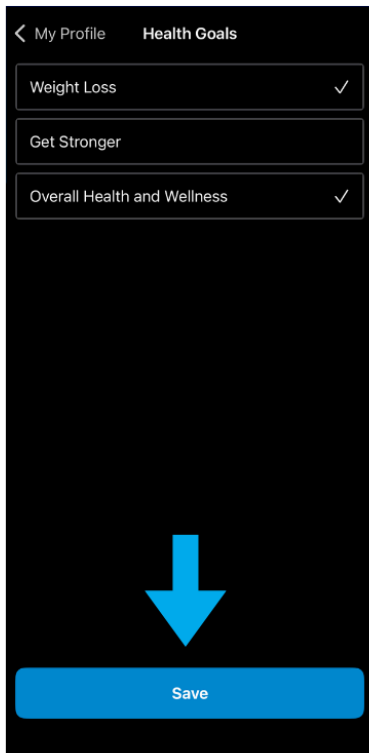 My Profile Health Goals
Weight Loss
Get Stronger
Overall Health and Wellness
Save